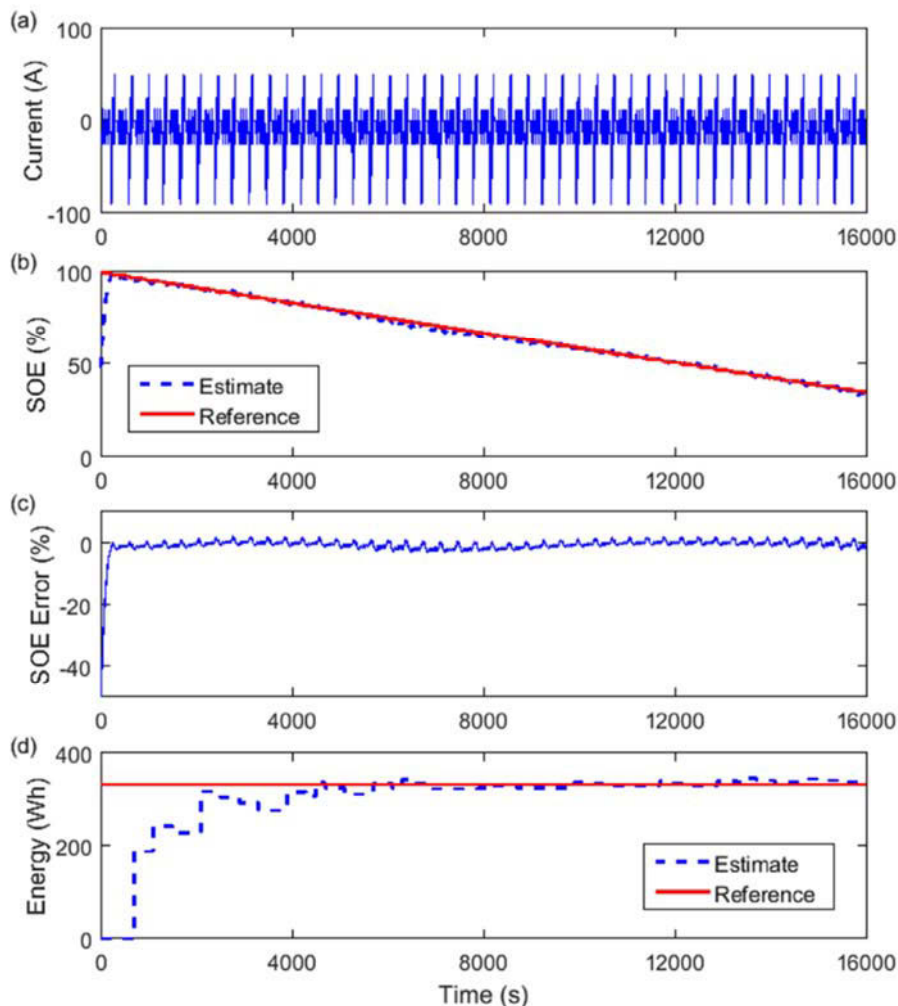 (a)
100
0
-100
Current (A)
0 4000 8000 12000 16000
(b)
100
50
0
SOE (%)
Estimate
Reference
0 4000 8000 12000 16000
(c)
0
-20
-40
SOE Error (%)
0 4000 8000 12000 16000
(d)
400
200
0
Energy (Wh)
Estimate
Reference
0 4000 8000 12000 16000
Time (s)